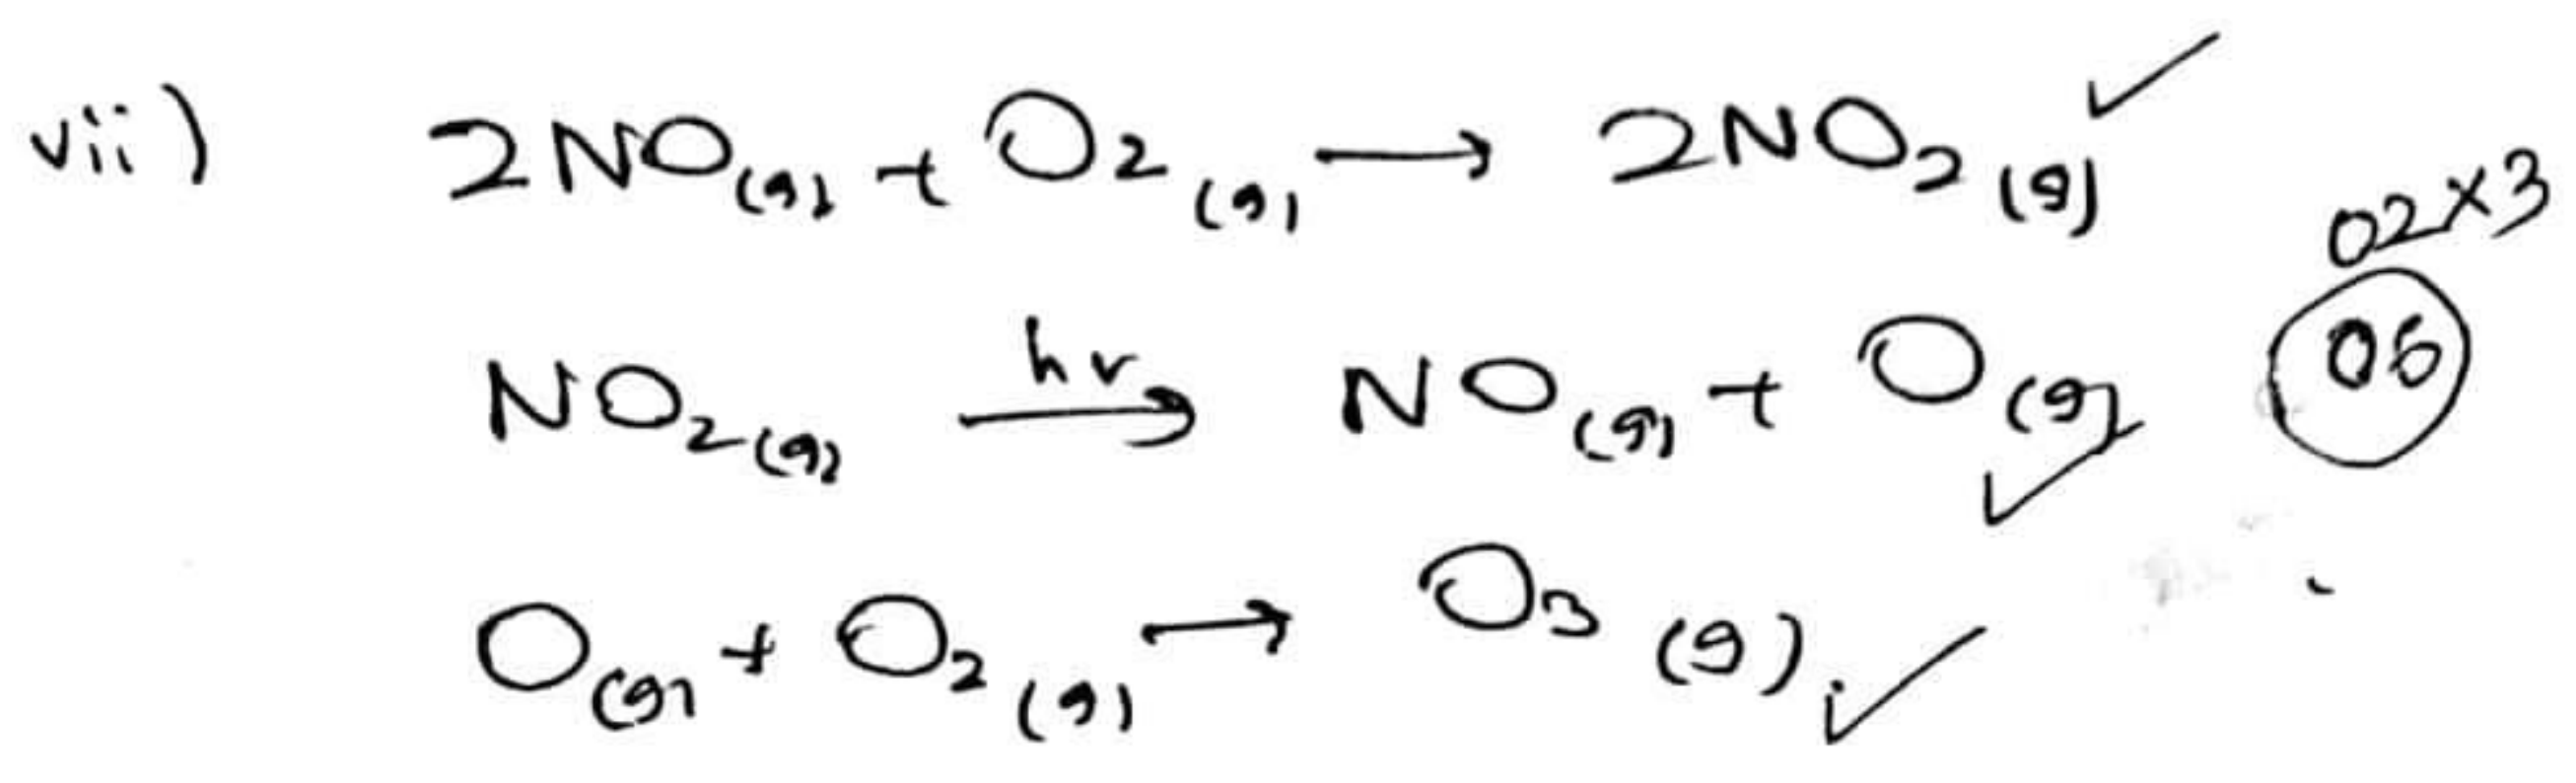 vii) 2NO(g) + O₂(g) → 2NO₂(g) ✓
02×3
NO₂(g) hv→ NO(g) + O(g) ✓
06
O(g) + O₂(g) → O₃(g) ✓